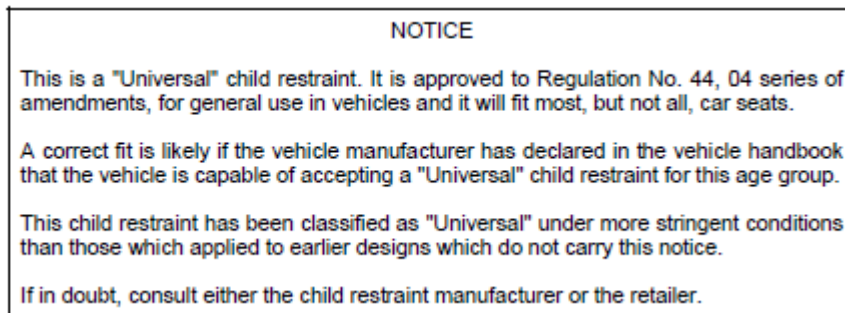 NOTICE
This is a "Universal" child restraint. It is approved to Regulation No. 44, 04 series of
amendments, for general use in vehicles and it will fit most, but not all, car seats.
A correct fit is likely if the vehicle manufacturer has declared in the vehicle handbook
that the vehicle is capable of accepting a "Universal" child restraint for this age group.
This child restraint has been classified as "Universal" under more stringent conditions
than those which applied to earlier designs which do not carry this notice.
If in doubt, consult either the child restraint manufacturer or the retailer.